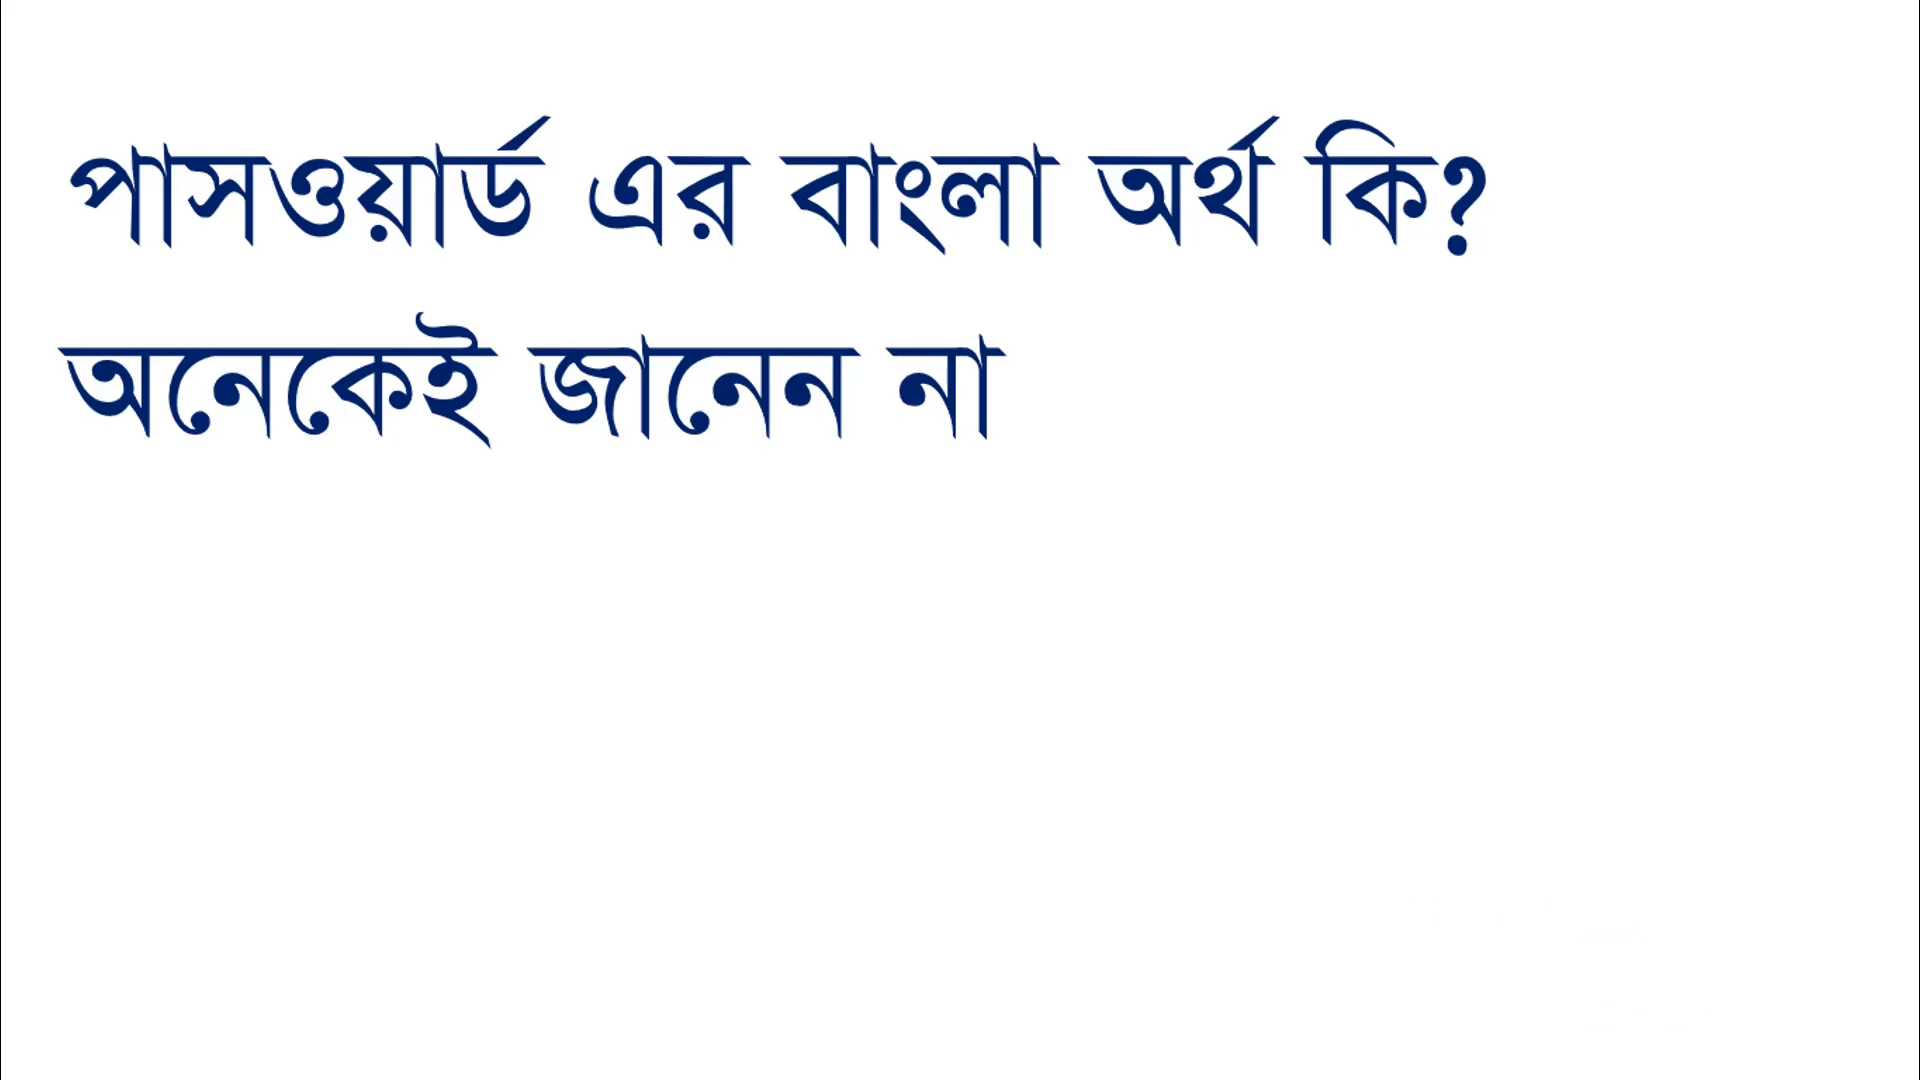 পাসওয়ার্ড এর বাংলা অর্থ কি?
অনেকেই জানেন না